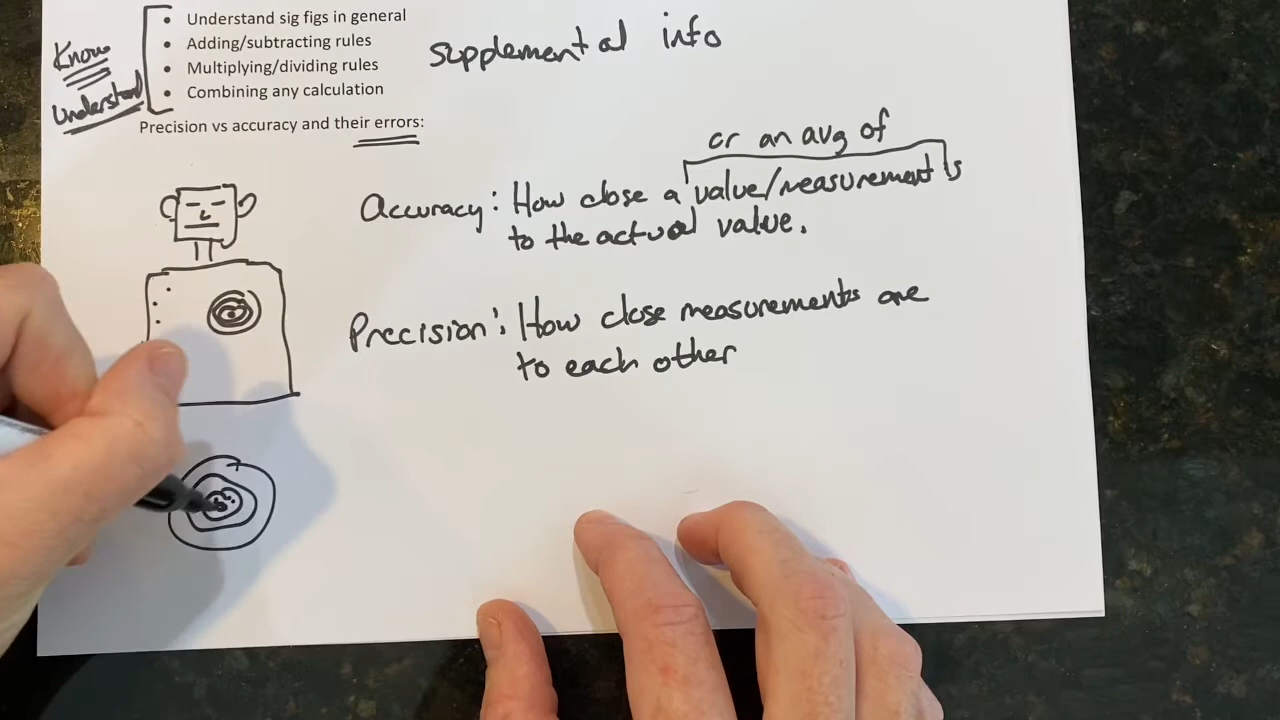 • Understand sig figs in general
• Adding/subtracting rules
• Multiplying/dividing rules
• Combining any calculation
Know
Understand
supplemental info
Precision vs accuracy and their errors:
or an avg of
Accuracy: How close a value/measurement is
to the actual value.
Precision: How close measurements are
to each other